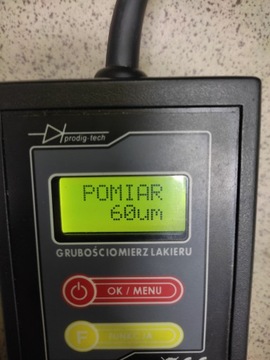 prodig-tech
POMIAR
60um
GRUBOŚCIOMIERZ LAKIERU
OK / MENU
F